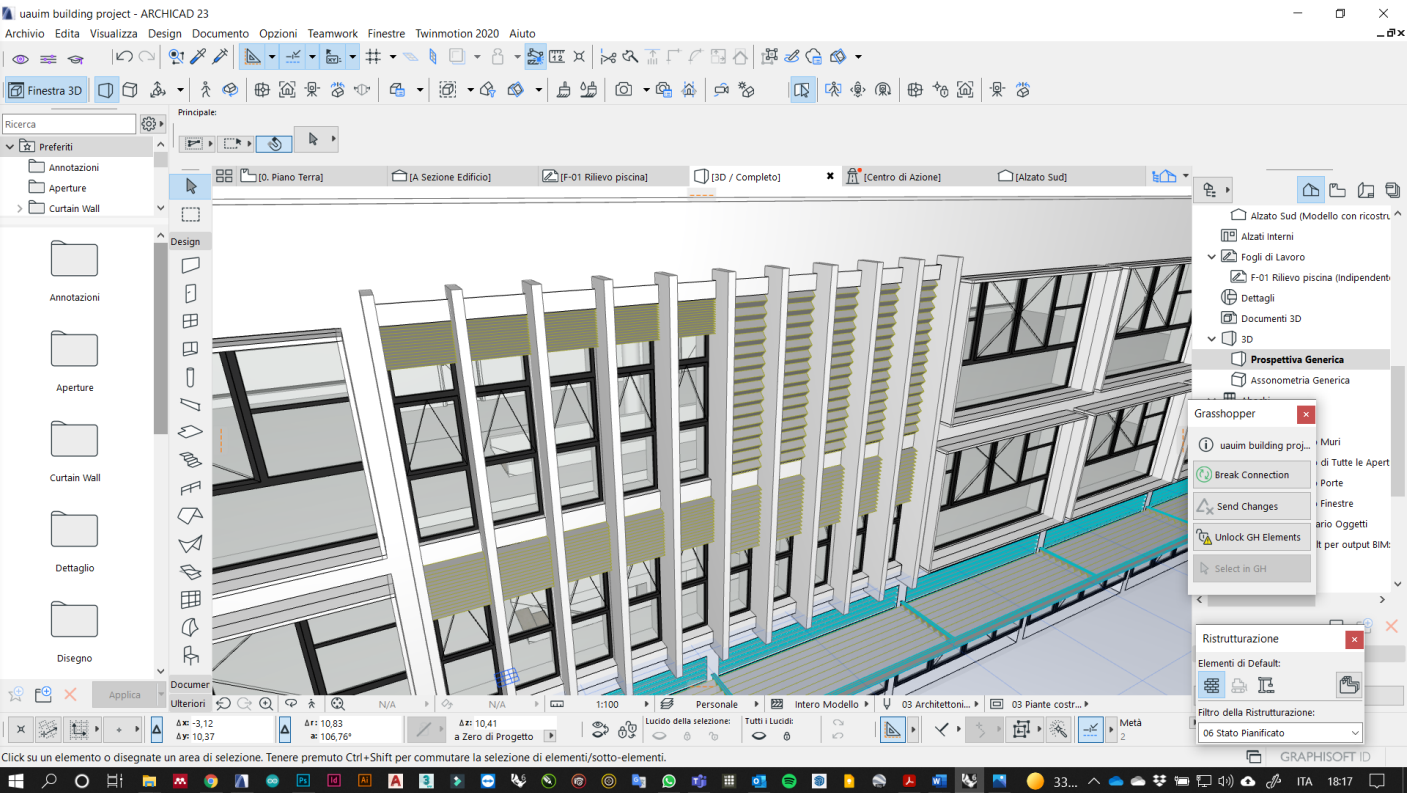 uauim building project - ARCHICAD 23
Archivio Edita Visualizza Design Documento Opzioni Teamwork Finestre Twinmotion 2020 Aiuto
Finestra 3D
Principale:
Ricerca
Preferiti
Annotazioni
Aperture
Curtain Wall
Annotazioni
Aperture
Curtain Wall
Dettaglio
Disegno
Applica
Design
Documen
Ulteriori
[0. Piano Terra]
[A Sezione Edificio]
[F-01 Rilievo piscina]
[3D / Completo]
[Centro di Azione]
[Alzato Sud]
Alzato Sud (Modello con ricostru
Alzati Interni
Fogli di Lavoro
F-01 Rilievo piscina (Indipendente
Dettagli
Documenti 3D
3D
Prospettiva Generica
Assonometria Generica
Muri
di Tutte le Apert
Porte
Finestre
ario Oggetti
lt per output BIM:
Grasshopper
uauim building proj...
Break Connection
Send Changes
Unlock GH Elements
Select in GH
Ristrutturazione
Elementi di Default:
Filtro della Ristrutturazione:
06 Stato Pianificato
N/A
N/A
1:100
Personale
Intero Modello
03 Architettoni...
03 Piante costr...
Δx: -3,12
Δy: 10,37
Δr: 10,83
a: 106,76°
Δz: 10,41
a Zero di Progetto
Lucido della selezione:
Tutti i Lucidi:
Metà
2
Click su un elemento o disegnate un area di selezione. Tenere premuto Ctrl+Shift per commutare la selezione di elementi/sotto-elementi.
GRAPHISOFT ID
33...
ITA
18:17